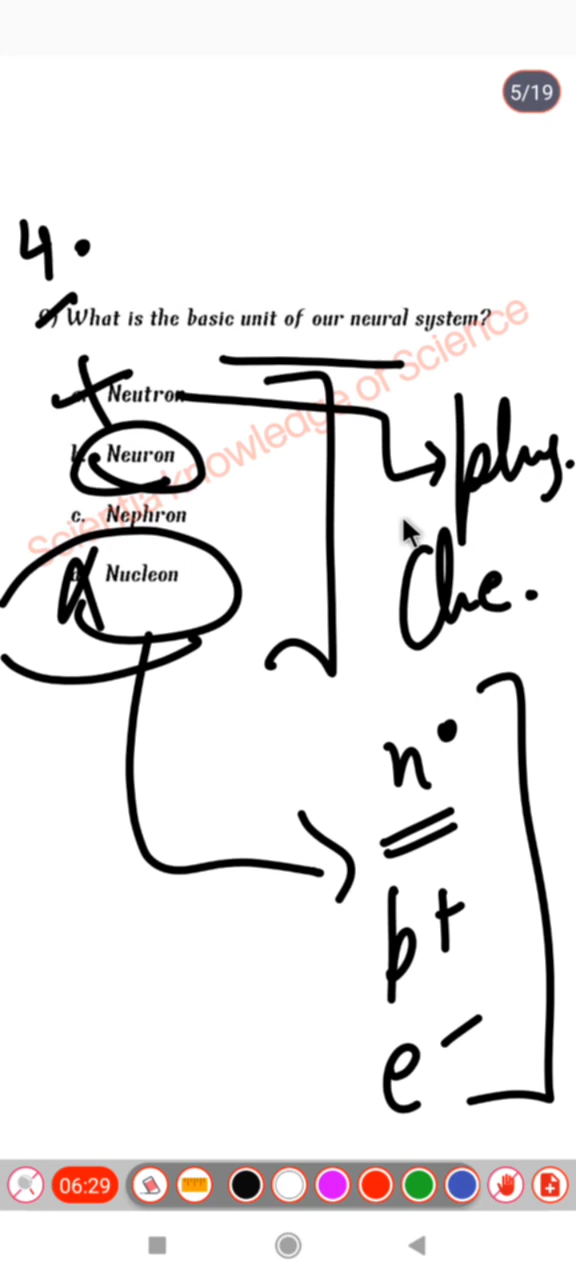 5/19
4.
What is the basic unit of our neural system?
Neutron
Neuron
c. Nephron
Nucleon
phy.
Che.
n°
p+
e-
Scientia knowledge of Science
06:29